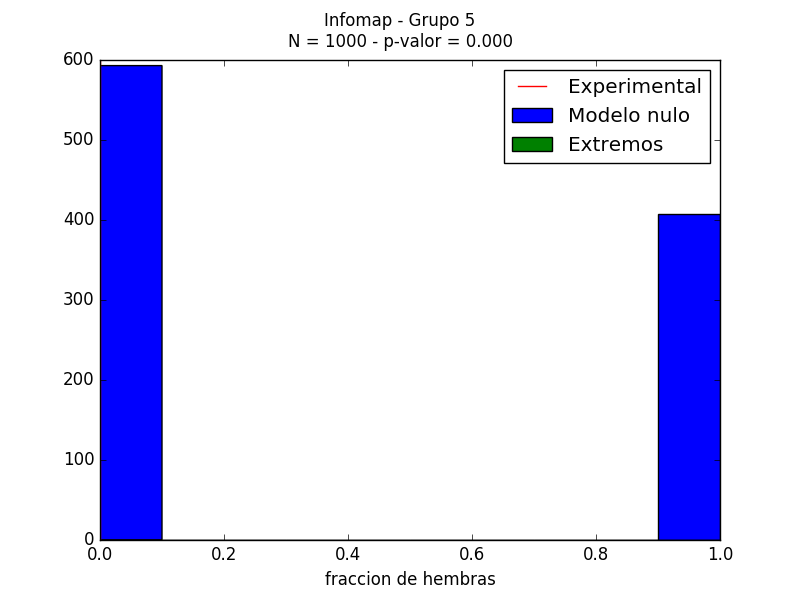 Infomap - Grupo 5
N = 1000 - p-valor = 0.000
600
500
400
300
200
100
0
Experimental
Modelo nulo
Extremos
0.0 0.2 0.4 0.6 0.8 1.0
fraccion de hembras